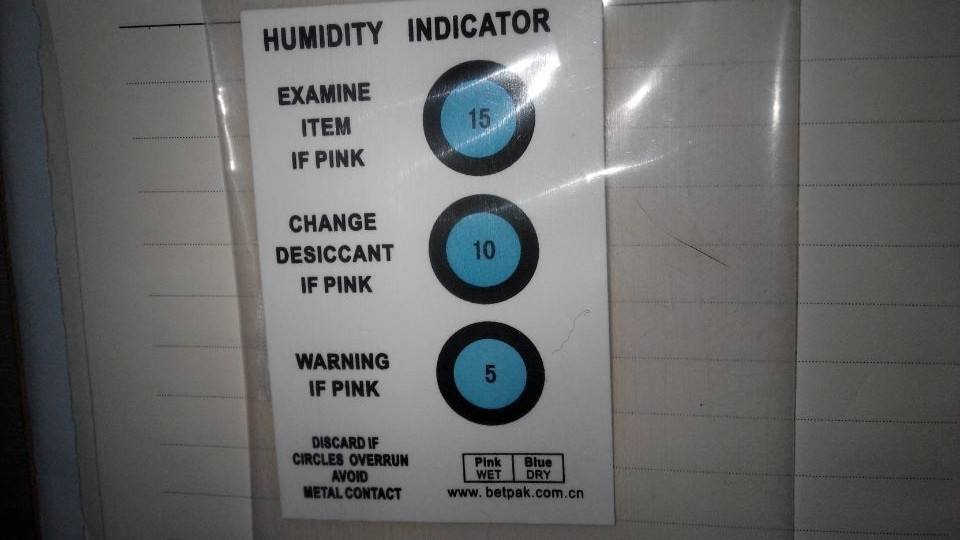 HUMIDITY INDICATOR
EXAMINE
ITEM
IF PINK
15
CHANGE
DESICCANT
IF PINK
10
WARNING
IF PINK
5
DISCARD IF
CIRCLES OVERRUN
AVOID
METAL CONTACT
Pink Blue
WET DRY
www.betpak.com.cn